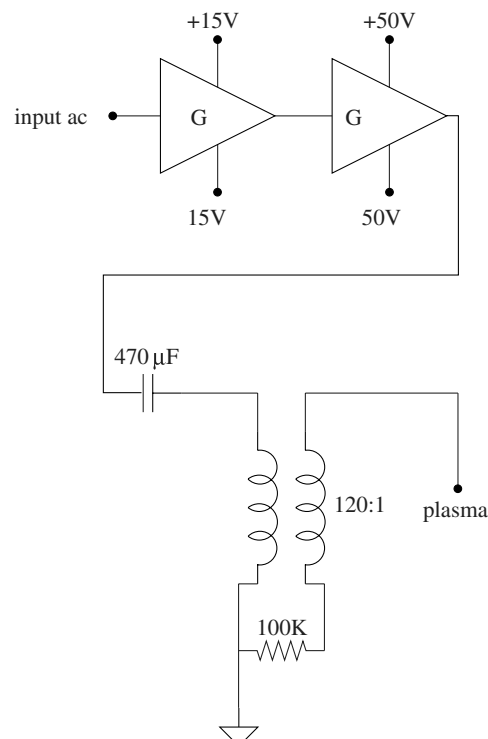 +15V
+50V
input ac
G
G
15V
50V
470 μF
120:1
plasma
100K